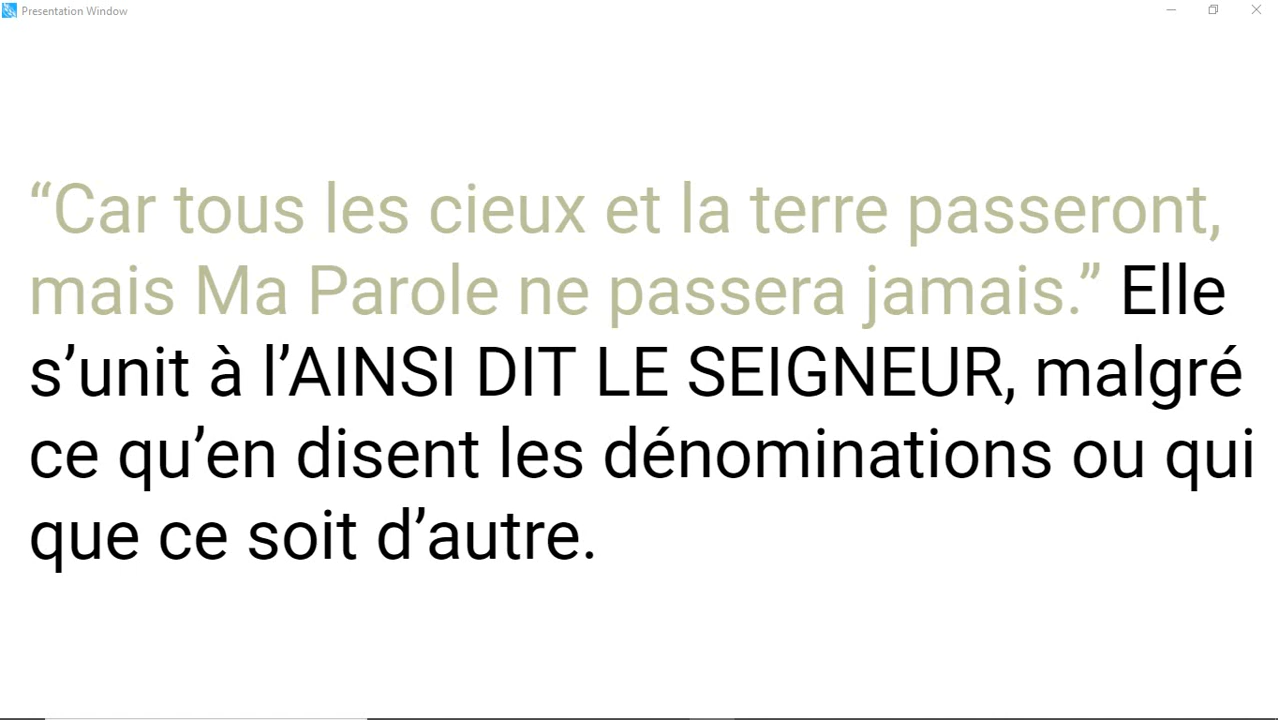 Presentation Window
“Car tous les cieux et la terre passeront,
mais Ma Parole ne passera jamais.” Elle
s’unit à l’AINSI DIT LE SEIGNEUR, malgré
ce qu’en disent les dénominations ou qui
que ce soit d’autre.